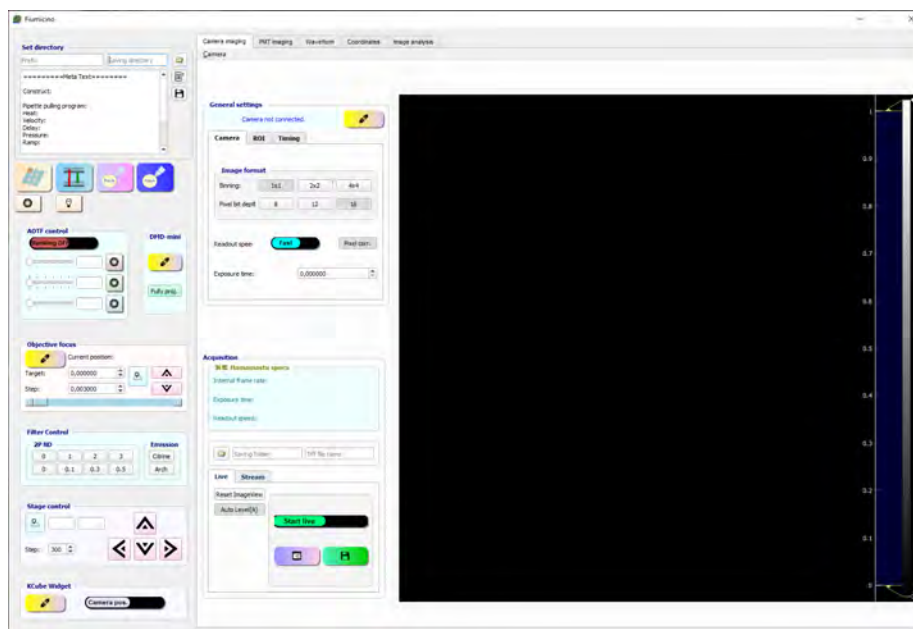 Fiumicino
Set directory
Prefix
Saving directory
========Meta Text========
Construct:
Pipette pulling program:
Heat:
Velocity:
Delay:
Pressure:
Ramp:
AOTF control
DMD-mini
Fully proj.
Objective focus
Current position:
Target:
0,000000
Step:
0,003000
Filter Control
2P ND
Emission
0 1 2 3
Citrine
0 0.1 0.3 0.5
Arch
Stage control
Step: 300
KCube Widget
Camera pos.
Camera imaging PMT imaging Waveform Coordinates Image analysis
Camera
General settings
Camera not connected.
Camera ROI Timing
Image format
Binning: 1x1 2x2 4x4
Pixel bit depth 8 12 16
Readout speed Fast Pixel corr.
Exposure time: 0,000000
Acquisition
Hamamatsu specs
Internal frame rate:
Exposure time:
Readout speed:
Saving folder
Tiff file name
Live Stream
Reset ImageView
Auto Level(A)
Start live
1
0.9
0.8
0.7
0.6
0.5
0.4
0.3
0.2
0.1
0